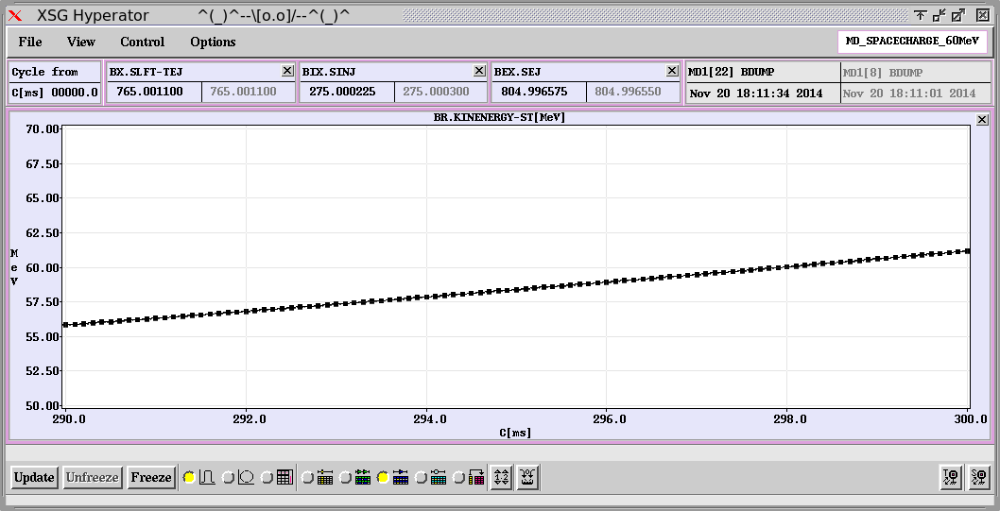 XSG Hyperator ^(_)^--\[o.o]/--^(_)^
File View Control Options MD_SPACECHARGE_60MeV
Cycle from BX.SLFT-TEJ BIX.SINJ BEX.SEJ MD1[22] BDUMP MD1[8] BDUMP
C[ms] 00000.0 765.001100 765.001100 275.000225 275.000300 804.996575 804.996550 Nov 20 18:11:34 2014 Nov 20 18:11:01 2014
BR.KINENERGY-ST[MeV]
70.00
67.50
65.00
62.50
60.00
57.50
55.00
52.50
50.00
MeV
290.0 292.0 294.0 296.0 298.0 300.0
C[ms]
Update Unfreeze Freeze